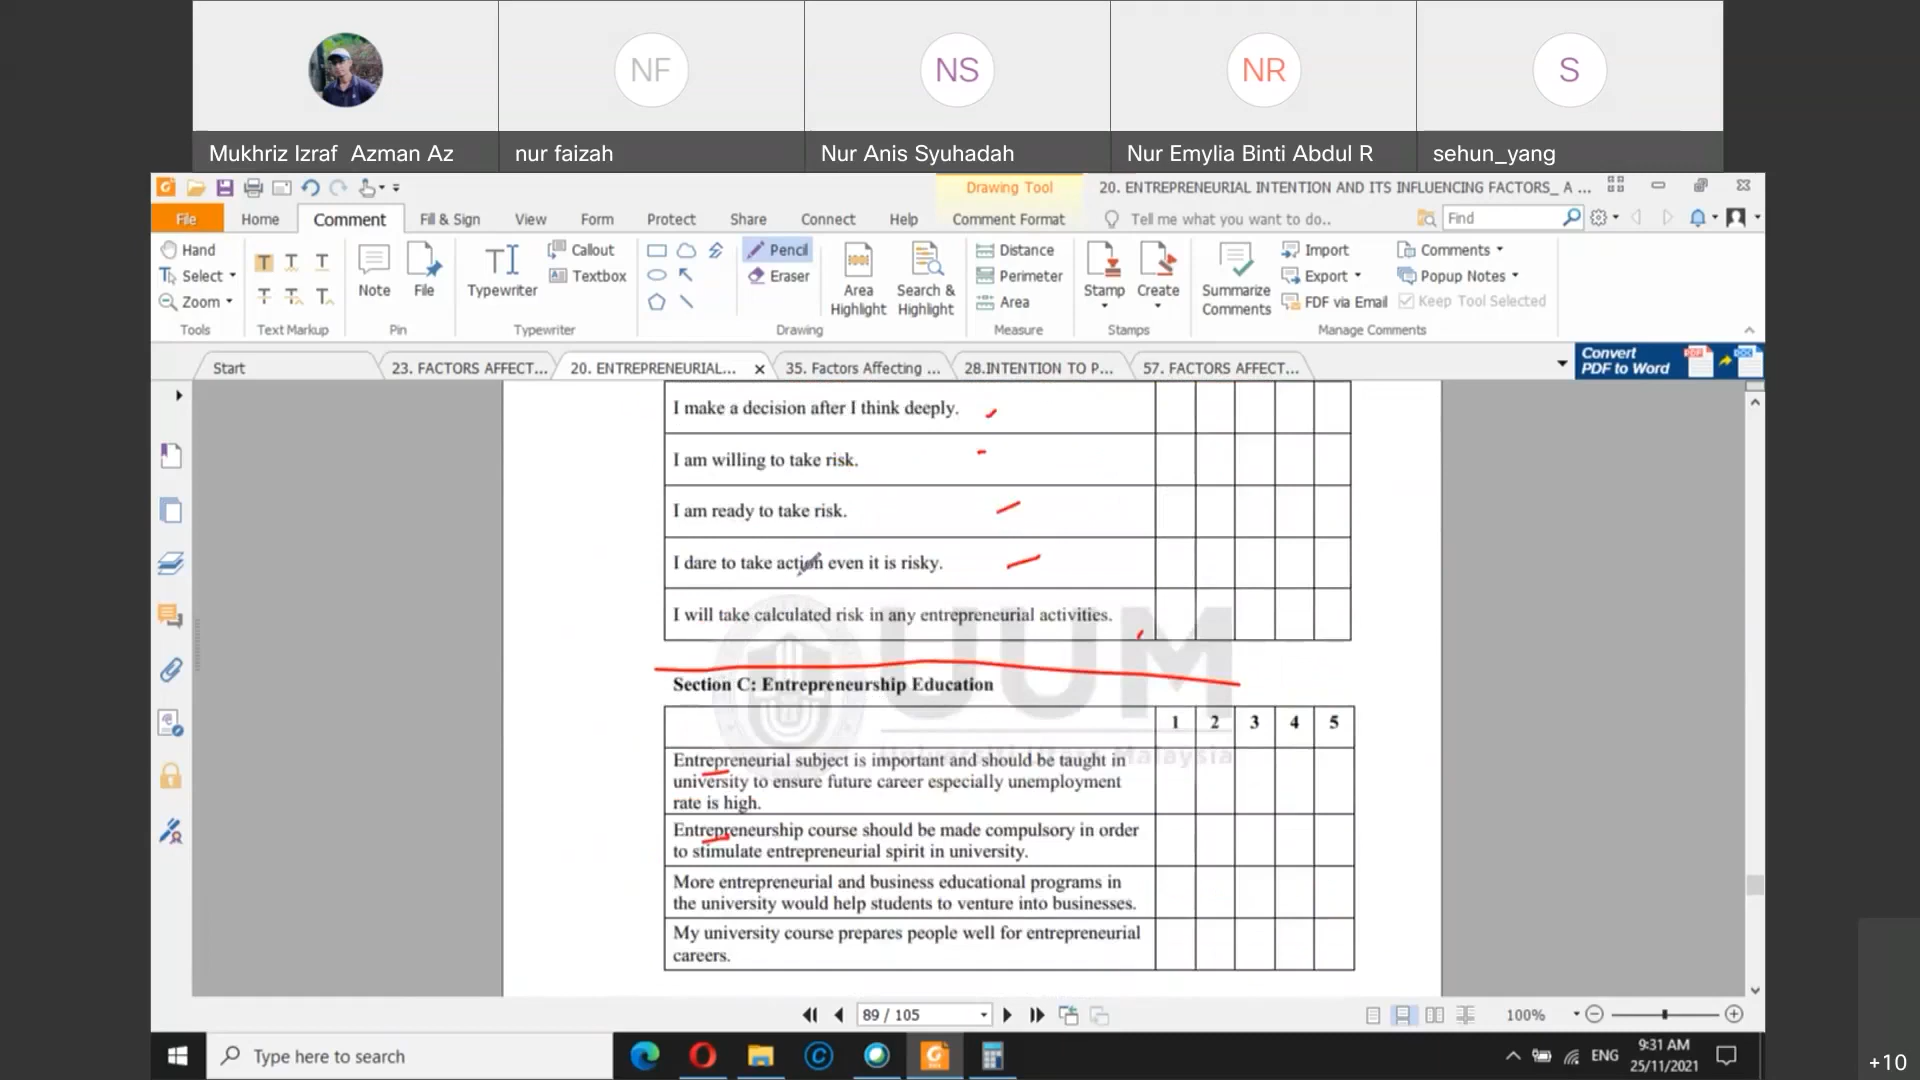 NF
NS
NR
S
Mukhriz Izraf Azman Az
nur faizah
Nur Anis Syuhadah
Nur Emylia Binti Abdul R
sehun_yang
Drawing Tool
20. ENTREPRENEURIAL INTENTION AND ITS INFLUENCING FACTORS_ A ...
File
Home
Comment
Fill & Sign
View
Form
Protect
Share
Connect
Help
Comment Format
Tell me what you want to do..
Find
Hand
Select
Zoom
Tools
Text Markup
Note
File
Pin
Typewriter
Callout
Textbox
Typewriter
Pencil
Eraser
Area Highlight
Search & Highlight
Drawing
Distance
Perimeter
Area
Measure
Stamp
Create
Stamps
Summarize Comments
Import
Export
FDF via Email
Comments
Popup Notes
Keep Tool Selected
Manage Comments
Start
23. FACTORS AFFECT...
20. ENTREPRENEURIAL...
35. Factors Affecting ...
28.INTENTION TO P...
57. FACTORS AFFECT...
Convert
PDF to Word
I make a decision after I think deeply.
I am willing to take risk.
I am ready to take risk.
I dare to take action even it is risky.
I will take calculated risk in any entrepreneurial activities.
UUM
Universiti Utara Malaysia
Section C: Entrepreneurship Education
1 2 3 4 5
Entrepreneurial subject is important and should be taught in
university to ensure future career especially unemployment
rate is high.
Entrepreneurship course should be made compulsory in order
to stimulate entrepreneurial spirit in university.
More entrepreneurial and business educational programs in
the university would help students to venture into businesses.
My university course prepares people well for entrepreneurial
careers.
89 / 105
100%
Type here to search
ENG
9:31 AM
25/11/2021
+10